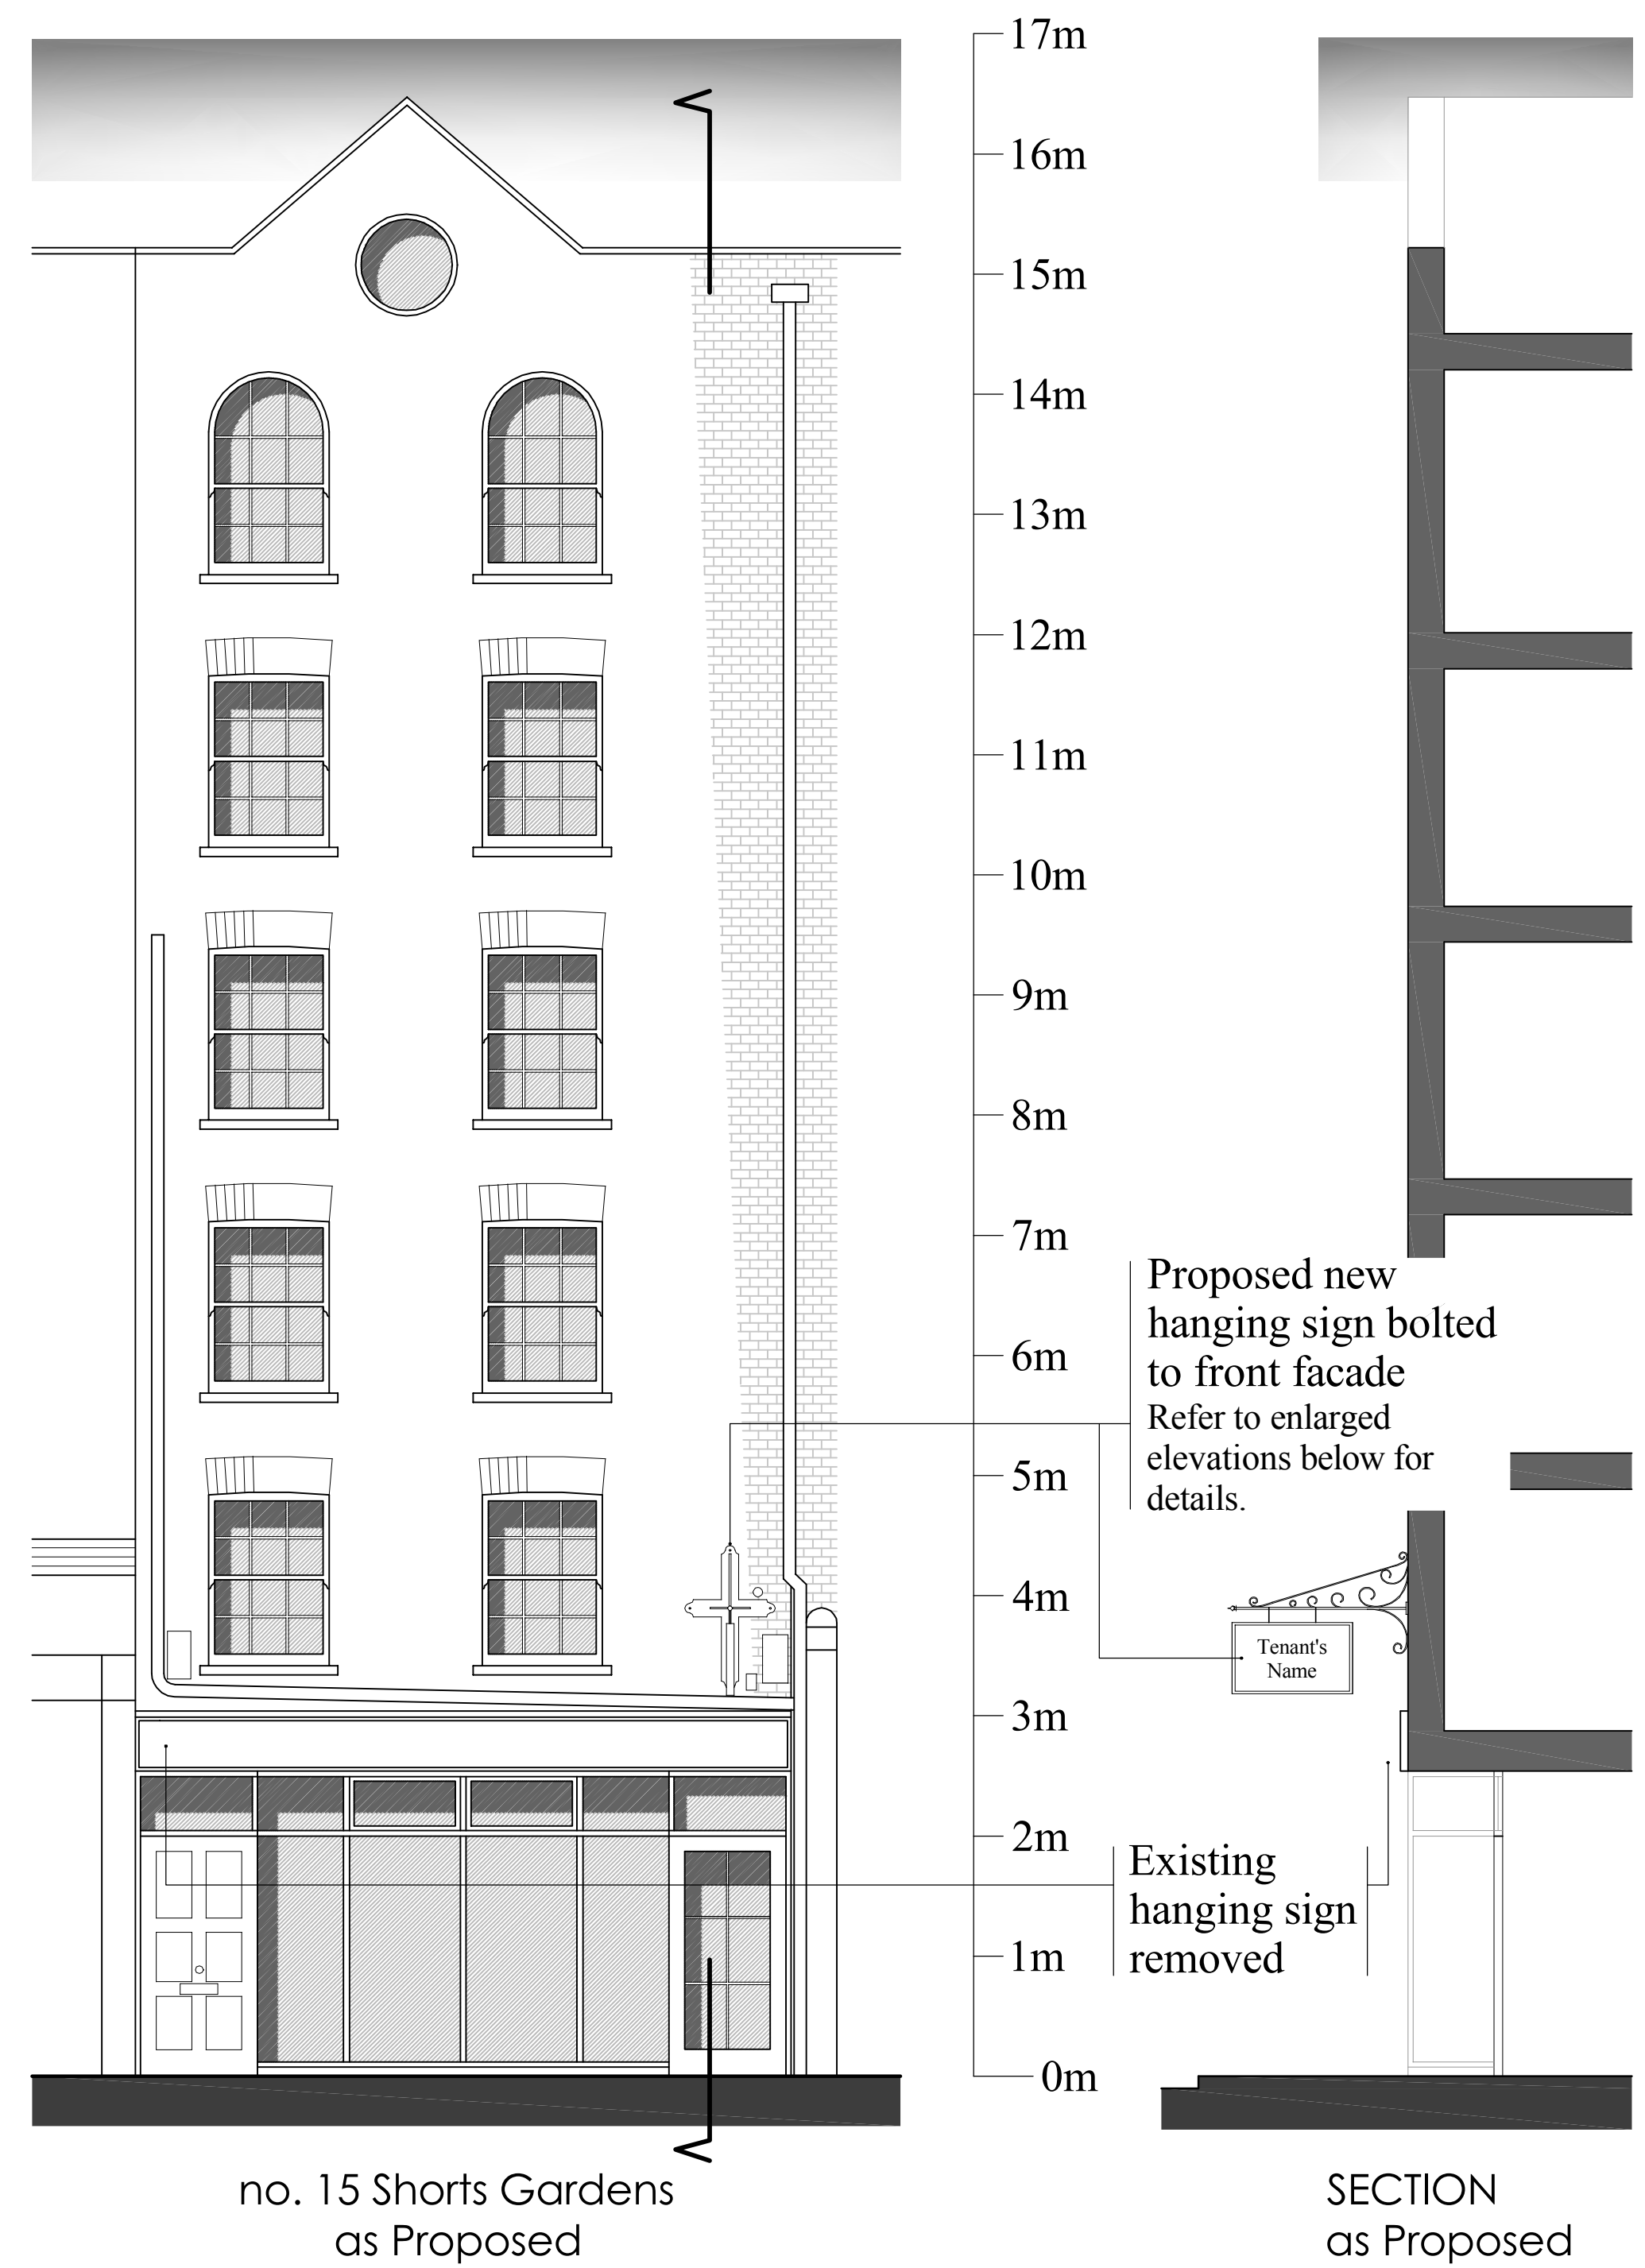 17m
16m
15m
14m
13m
12m
11m
10m
9m
8m
7m
Proposed new
hanging sign bolted
to front facade
Refer to enlarged
elevations below for
details.
6m
5m
4m
Tenant's
Name
3m
2m
Existing
hanging sign
removed
1m
0m
no. 15 Shorts Gardens
as Proposed
SECTION
as Proposed